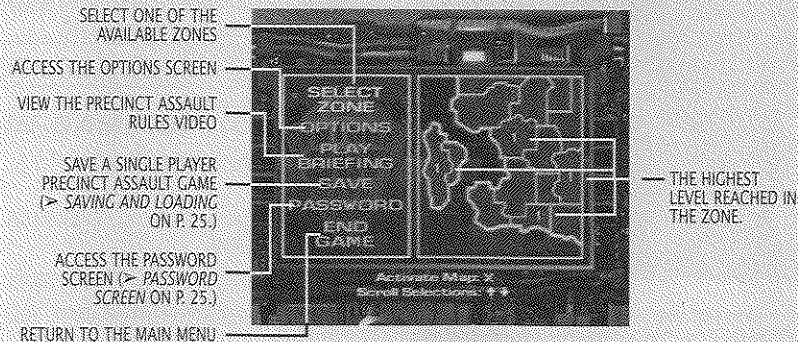 SELECT ONE OF THE
AVAILABLE ZONES
ACCESS THE OPTIONS SCREEN
VIEW THE PRECINCT ASSAULT
RULES VIDEO
SAVE A SINGLE PLAYER
PRECINCT ASSAULT GAME
(➢ SAVING AND LOADING
ON P. 25.)
ACCESS THE PASSWORD
SCREEN (➢ PASSWORD
SCREEN ON P. 25.)
RETURN TO THE MAIN MENU
SELECT
ZONE
OPTIONS
PLAY
BRIEFING
SAVE
PASSWORD
END
GAME
Activate Map: X
Scroll Selections:
THE HIGHEST
LEVEL REACHED IN
THE ZONE.